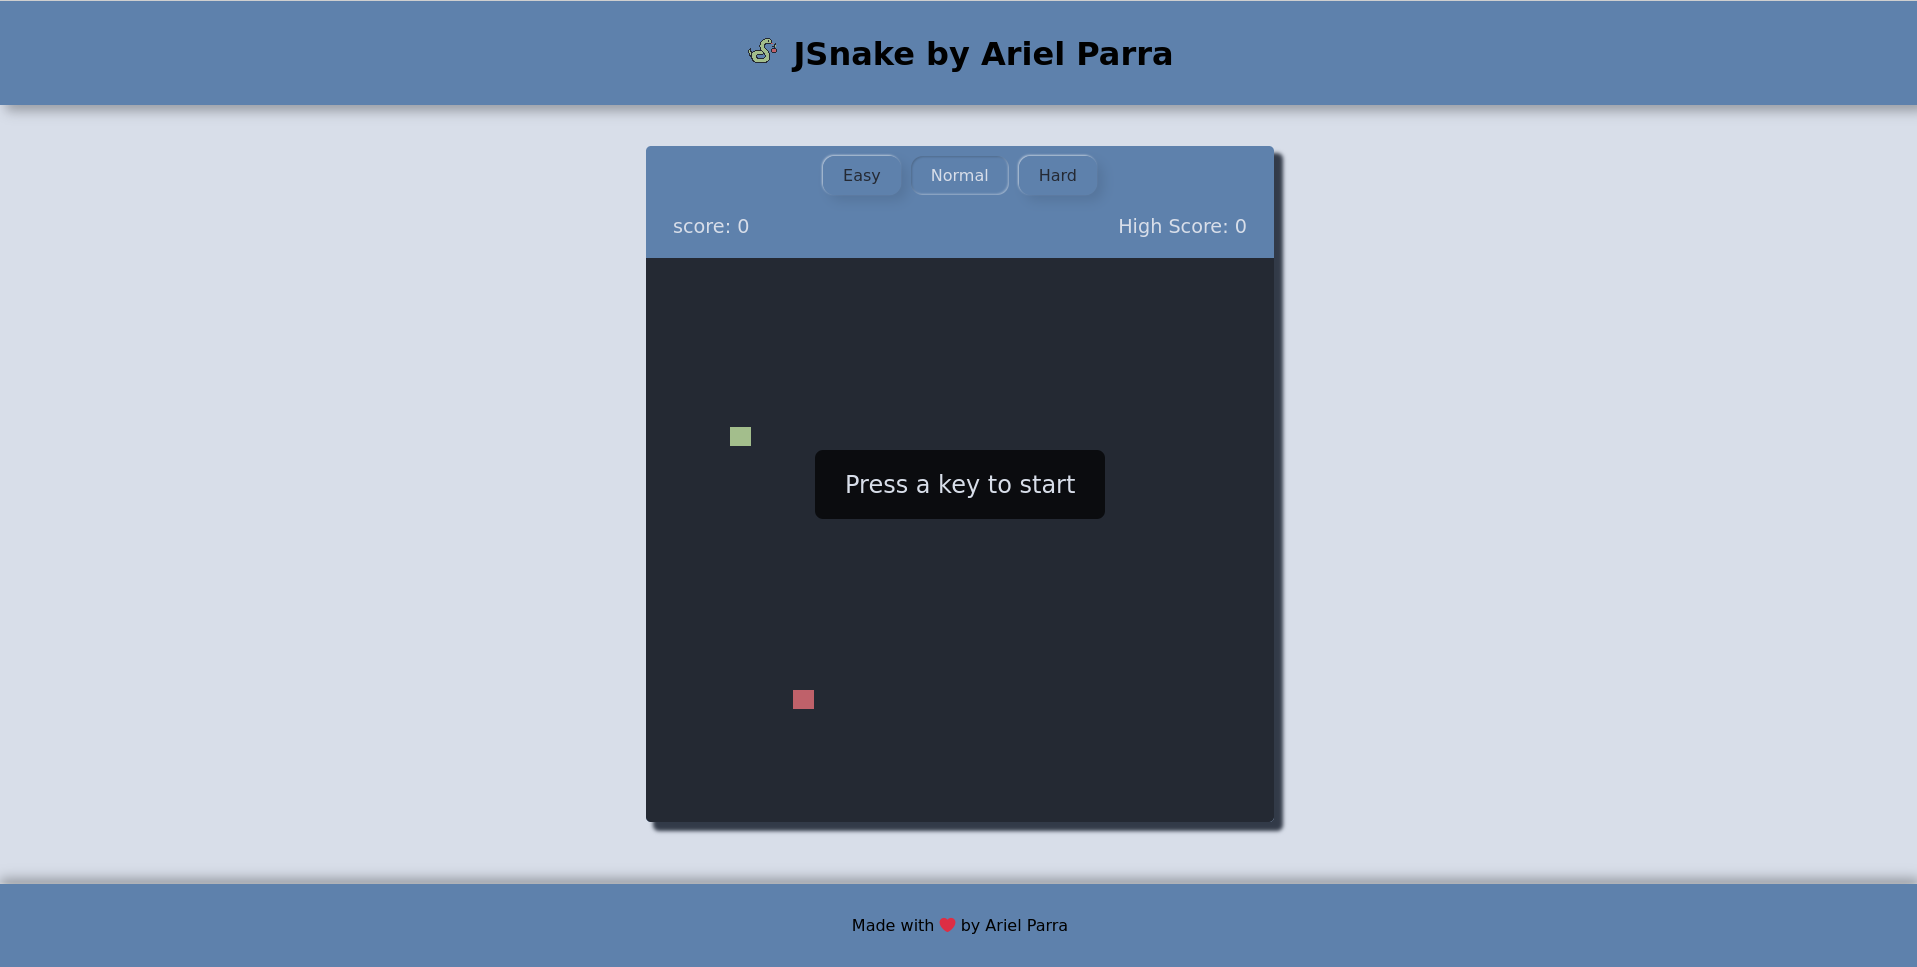 JSnake by Ariel Parra
Easy Normal Hard
score: 0 High Score: 0
Press a key to start
Made with ❤️ by Ariel Parra